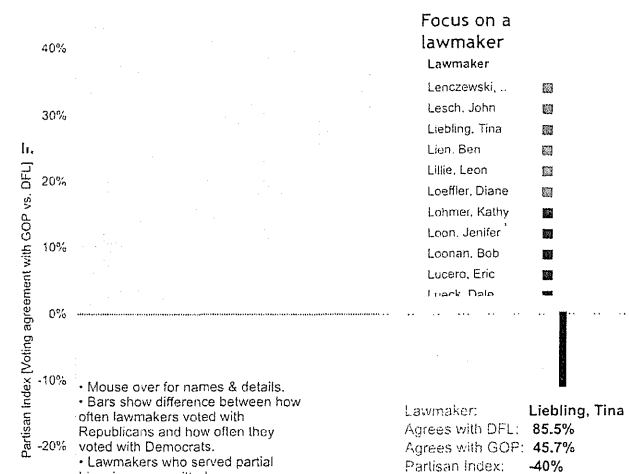 Focus on a
lawmaker
Lawmaker
Lenczewski, ..
Lesch, John
Liebling, Tina
Lien, Ben
Lillie, Leon
Loeffler, Diane
Lohmer, Kathy
Loon, Jenifer
Loonan, Bob
Lucero, Eric
Lueck, Dale
40%
30%
20%
10%
0%
-10%
-20%
Partisan Index [Voting agreement with GOP vs. DFL]
• Mouse over for names & details.
• Bars show difference between how
often lawmakers voted with
Republicans and how often they
voted with Democrats.
• Lawmakers who served partial
Lawmaker: Liebling, Tina
Agrees with DFL: 85.5%
Agrees with GOP: 45.7%
Partisan Index: -40%